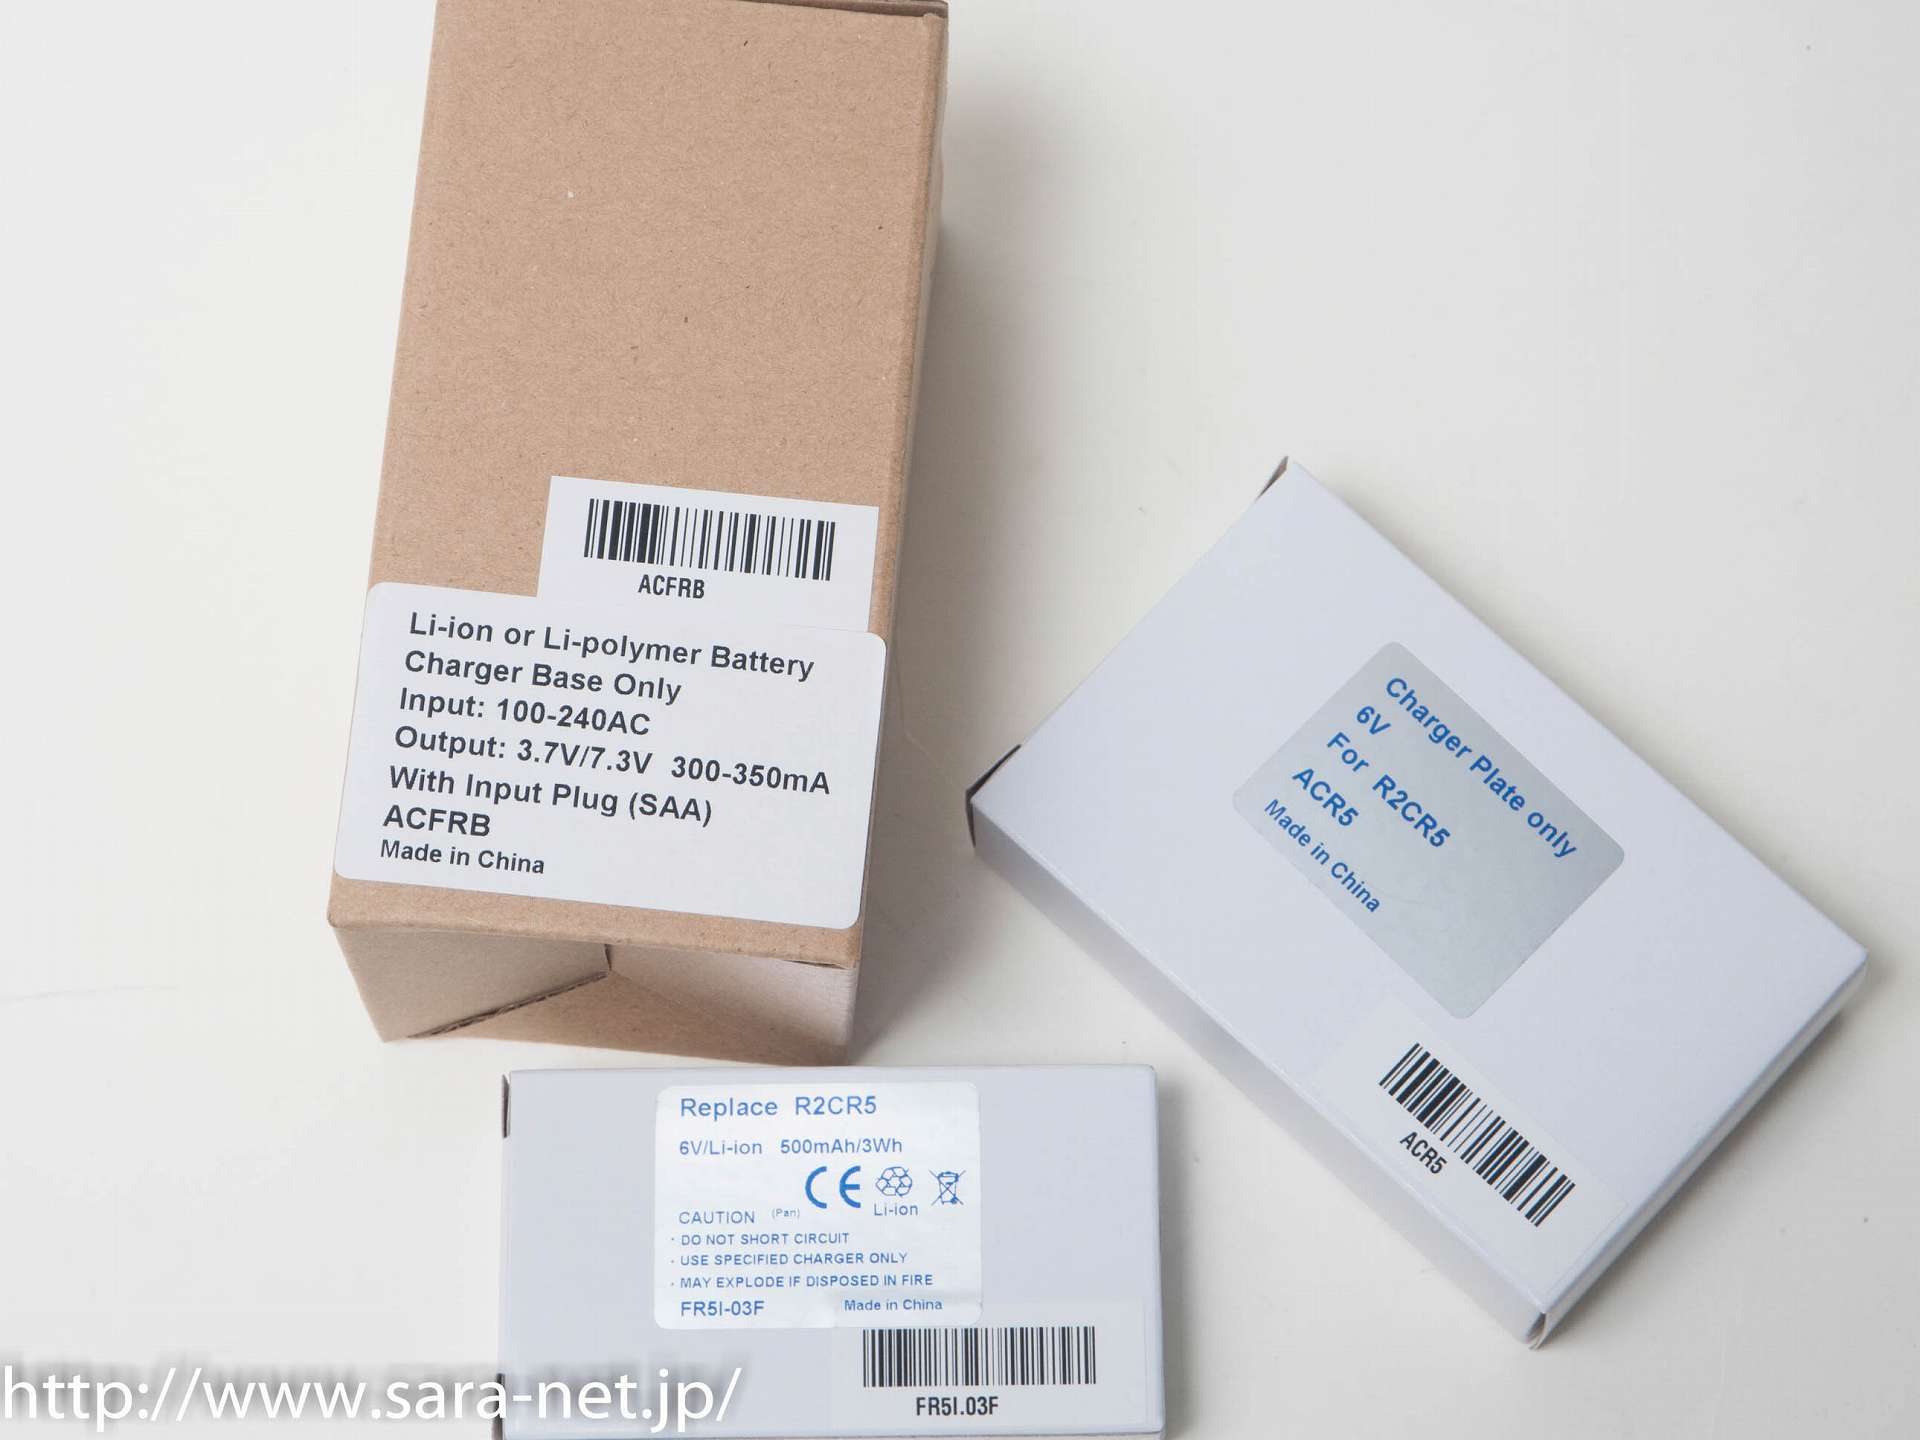 ACFRB
Li-ion or Li-polymer Battery
Charger Base Only
Input: 100-240AC
Output: 3.7V/7.3V 300-350mA
With Input Plug (SAA)
ACFRB
Made in China
Charger Plate only
6V
For R2CR5
ACR5
Made in China
ACR5
Replace R2CR5
6V/Li-ion 500mAh/3Wh
CE
Li-ion
CAUTION (Pan)
· DO NOT SHORT CIRCUIT
· USE SPECIFIED CHARGER ONLY
· MAY EXPLODE IF DISPOSED IN FIRE
FR5I-03F Made in China
FR5I.03F
http://www.sara-net.jp/